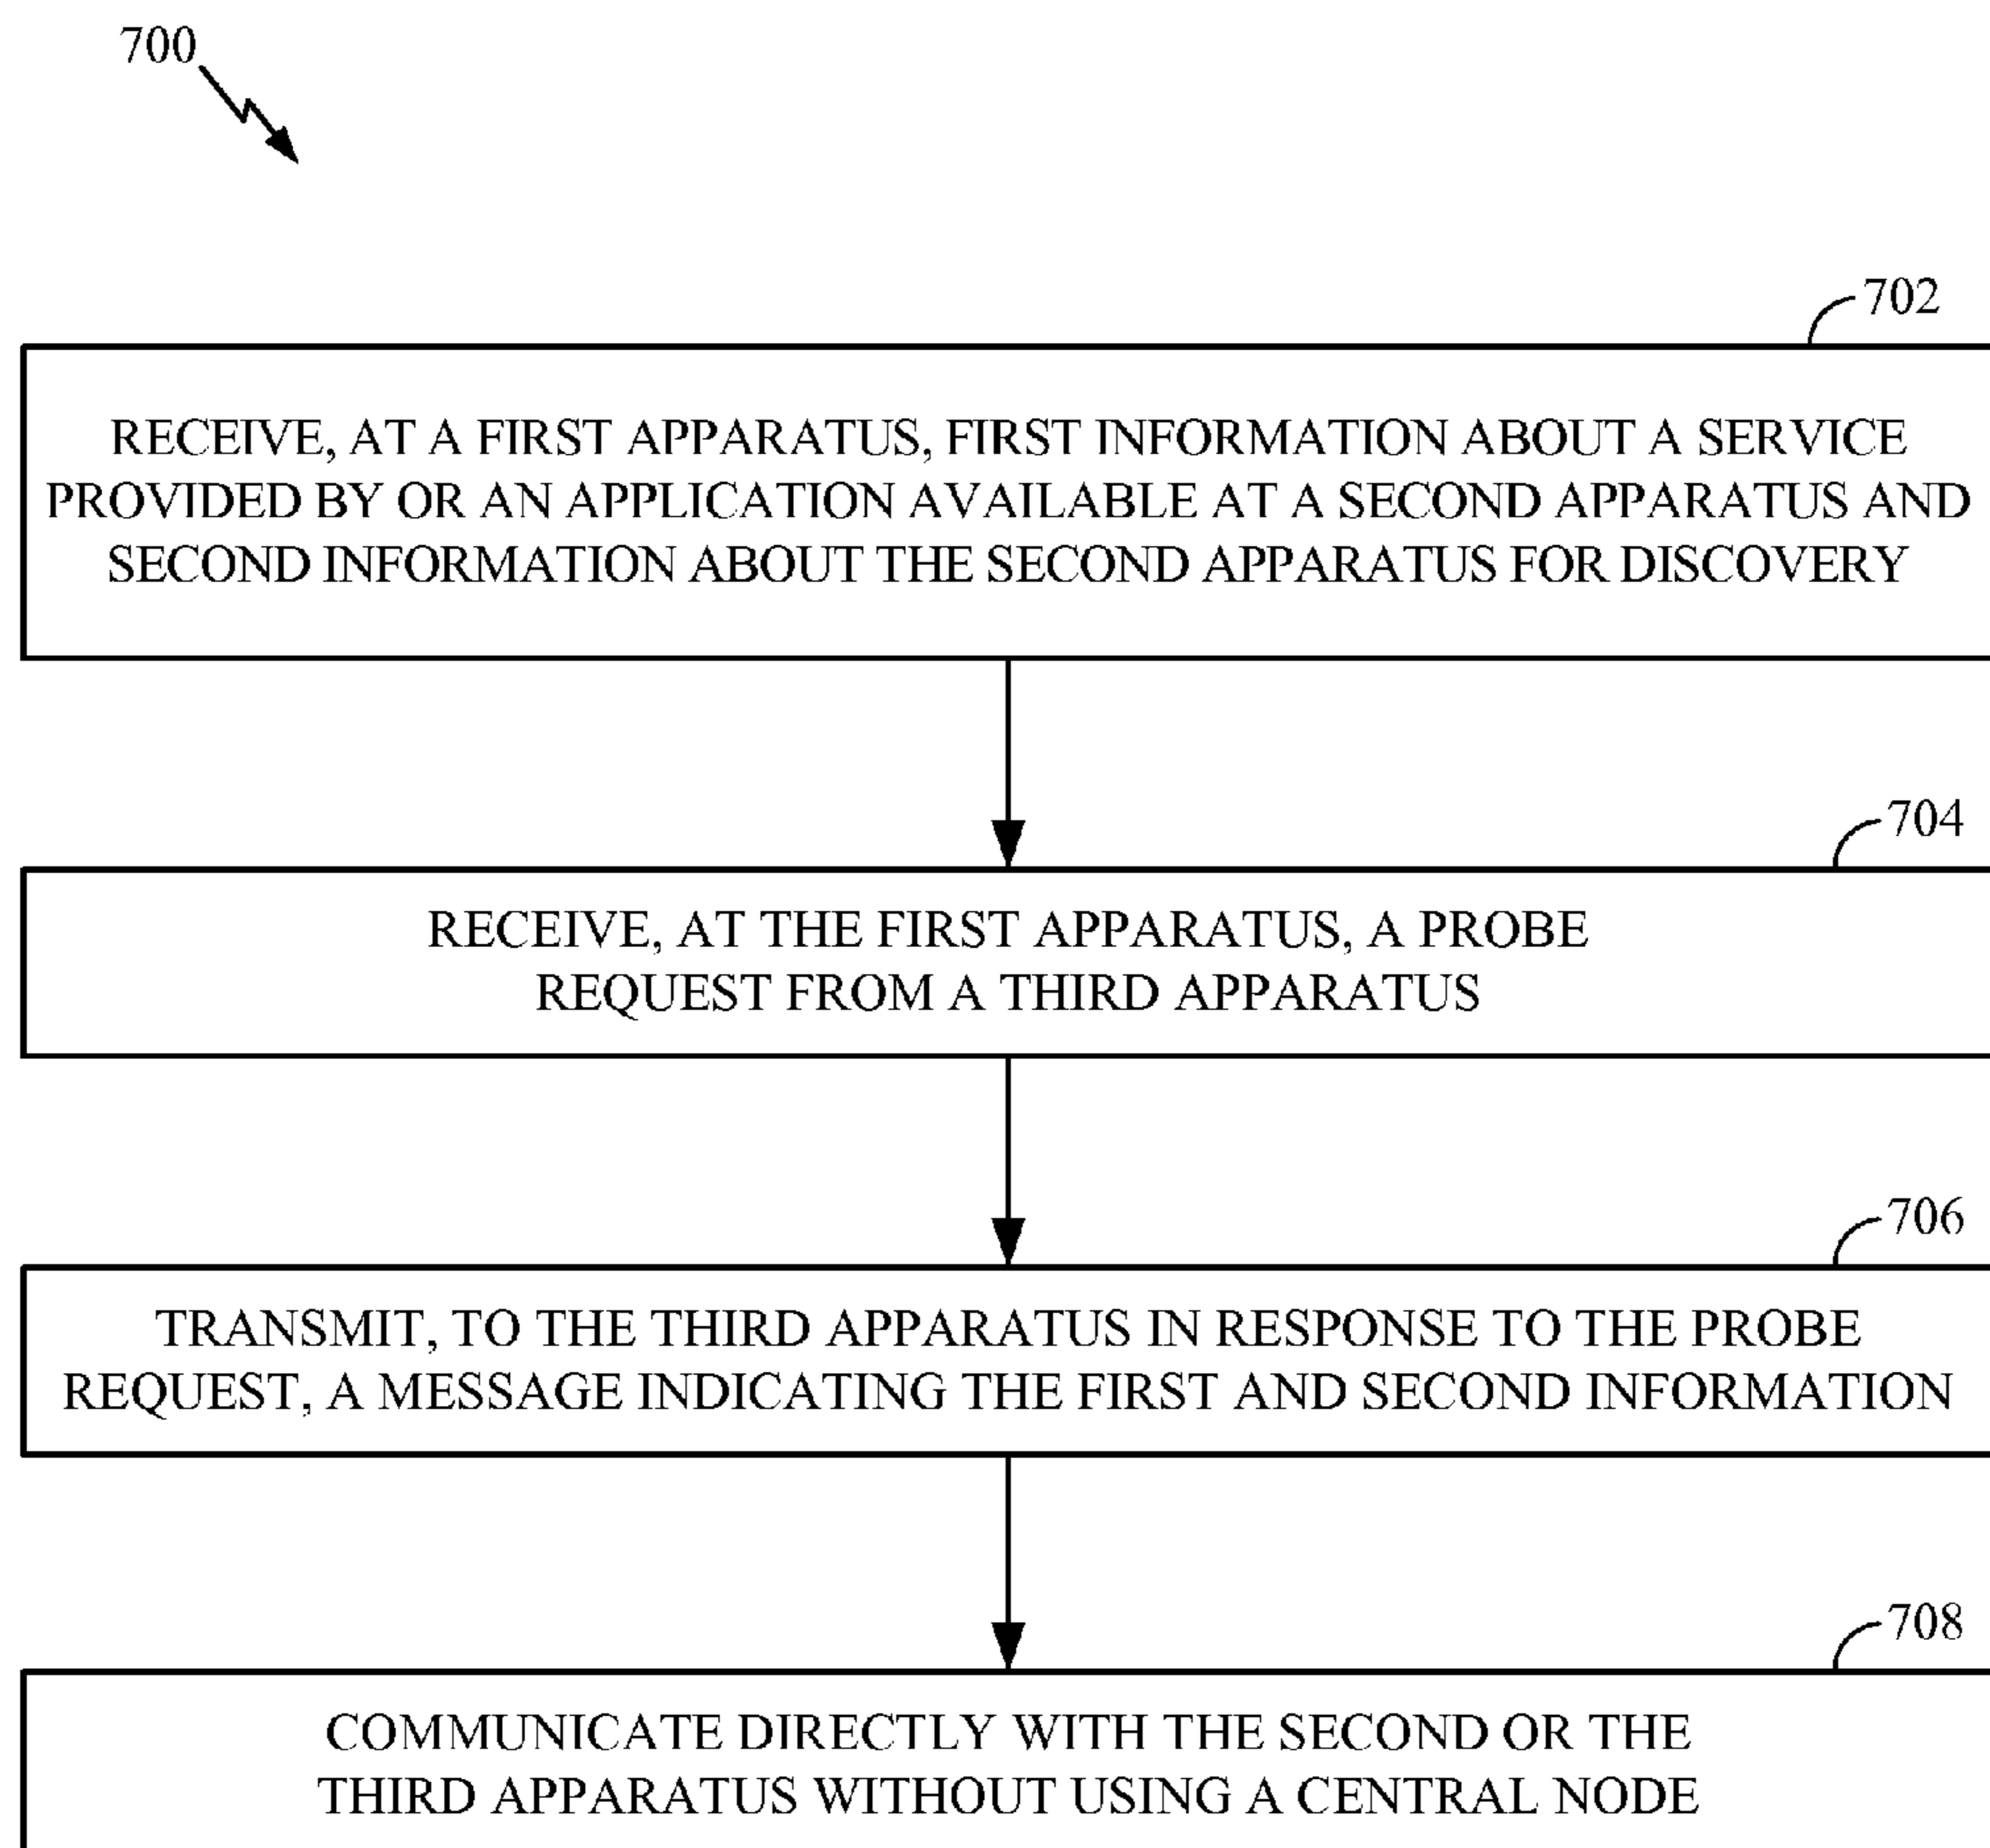 700
702
RECEIVE, AT A FIRST APPARATUS, FIRST INFORMATION ABOUT A SERVICE
PROVIDED BY OR AN APPLICATION AVAILABLE AT A SECOND APPARATUS AND
SECOND INFORMATION ABOUT THE SECOND APPARATUS FOR DISCOVERY
704
RECEIVE, AT THE FIRST APPARATUS, A PROBE
REQUEST FROM A THIRD APPARATUS
706
TRANSMIT, TO THE THIRD APPARATUS IN RESPONSE TO THE PROBE
REQUEST, A MESSAGE INDICATING THE FIRST AND SECOND INFORMATION
708
COMMUNICATE DIRECTLY WITH THE SECOND OR THE
THIRD APPARATUS WITHOUT USING A CENTRAL NODE